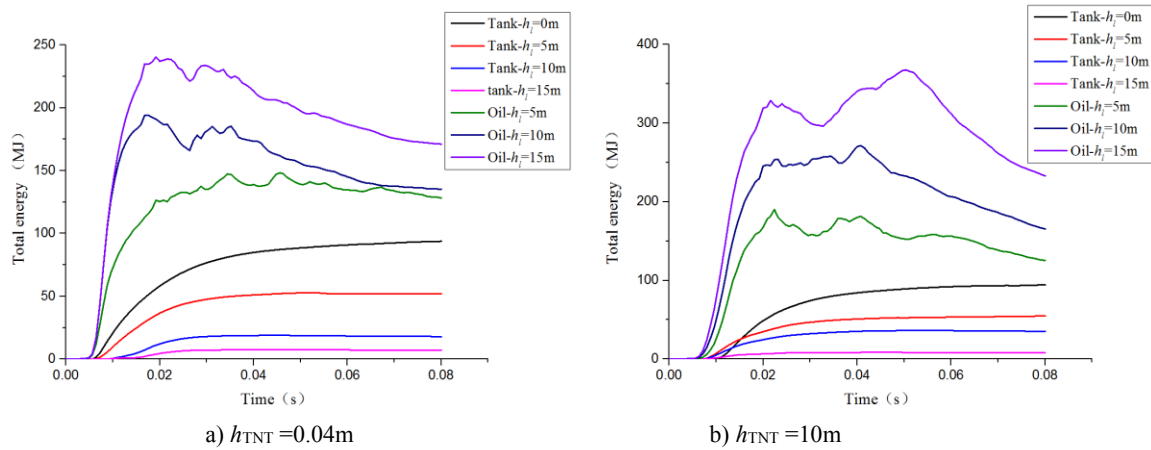 Tank-hl=0m
Tank-hl=5m
Tank-hl=10m
tank-hl=15m
Oil-hl=5m
Oil-hl=10m
Oil-hl=15m
250
200
150
100
50
0
Total energy (MJ)
0.00 0.02 0.04 0.06 0.08
Time (s)
a) hTNT =0.04m
Tank-hl=0m
Tank-hl=5m
Tank-hl=10m
Tank-hl=15m
Oil-hl=5m
Oil-hl=10m
Oil-hl=15m
400
300
200
100
0
Total energy (MJ)
0.00 0.02 0.04 0.06 0.08
Time (s)
b) hTNT =10m